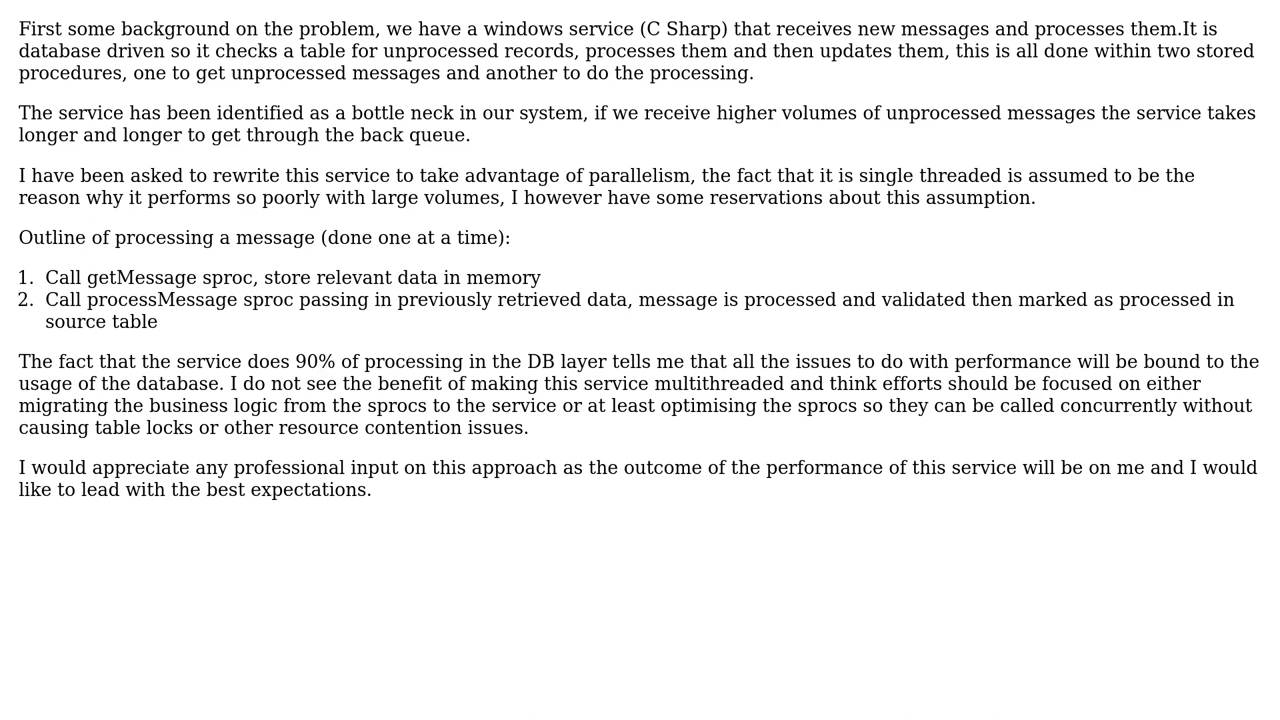 First some background on the problem, we have a windows service (C Sharp) that receives new messages and processes them.It is
database driven so it checks a table for unprocessed records, processes them and then updates them, this is all done within two stored
procedures, one to get unprocessed messages and another to do the processing.
The service has been identified as a bottle neck in our system, if we receive higher volumes of unprocessed messages the service takes
longer and longer to get through the back queue.
I have been asked to rewrite this service to take advantage of parallelism, the fact that it is single threaded is assumed to be the
reason why it performs so poorly with large volumes, I however have some reservations about this assumption.
Outline of processing a message (done one at a time):
1. Call getMessage sproc, store relevant data in memory
2. Call processMessage sproc passing in previously retrieved data, message is processed and validated then marked as processed in
source table
The fact that the service does 90% of processing in the DB layer tells me that all the issues to do with performance will be bound to the
usage of the database. I do not see the benefit of making this service multithreaded and think efforts should be focused on either
migrating the business logic from the sprocs to the service or at least optimising the sprocs so they can be called concurrently without
causing table locks or other resource contention issues.
I would appreciate any professional input on this approach as the outcome of the performance of this service will be on me and I would
like to lead with the best expectations.